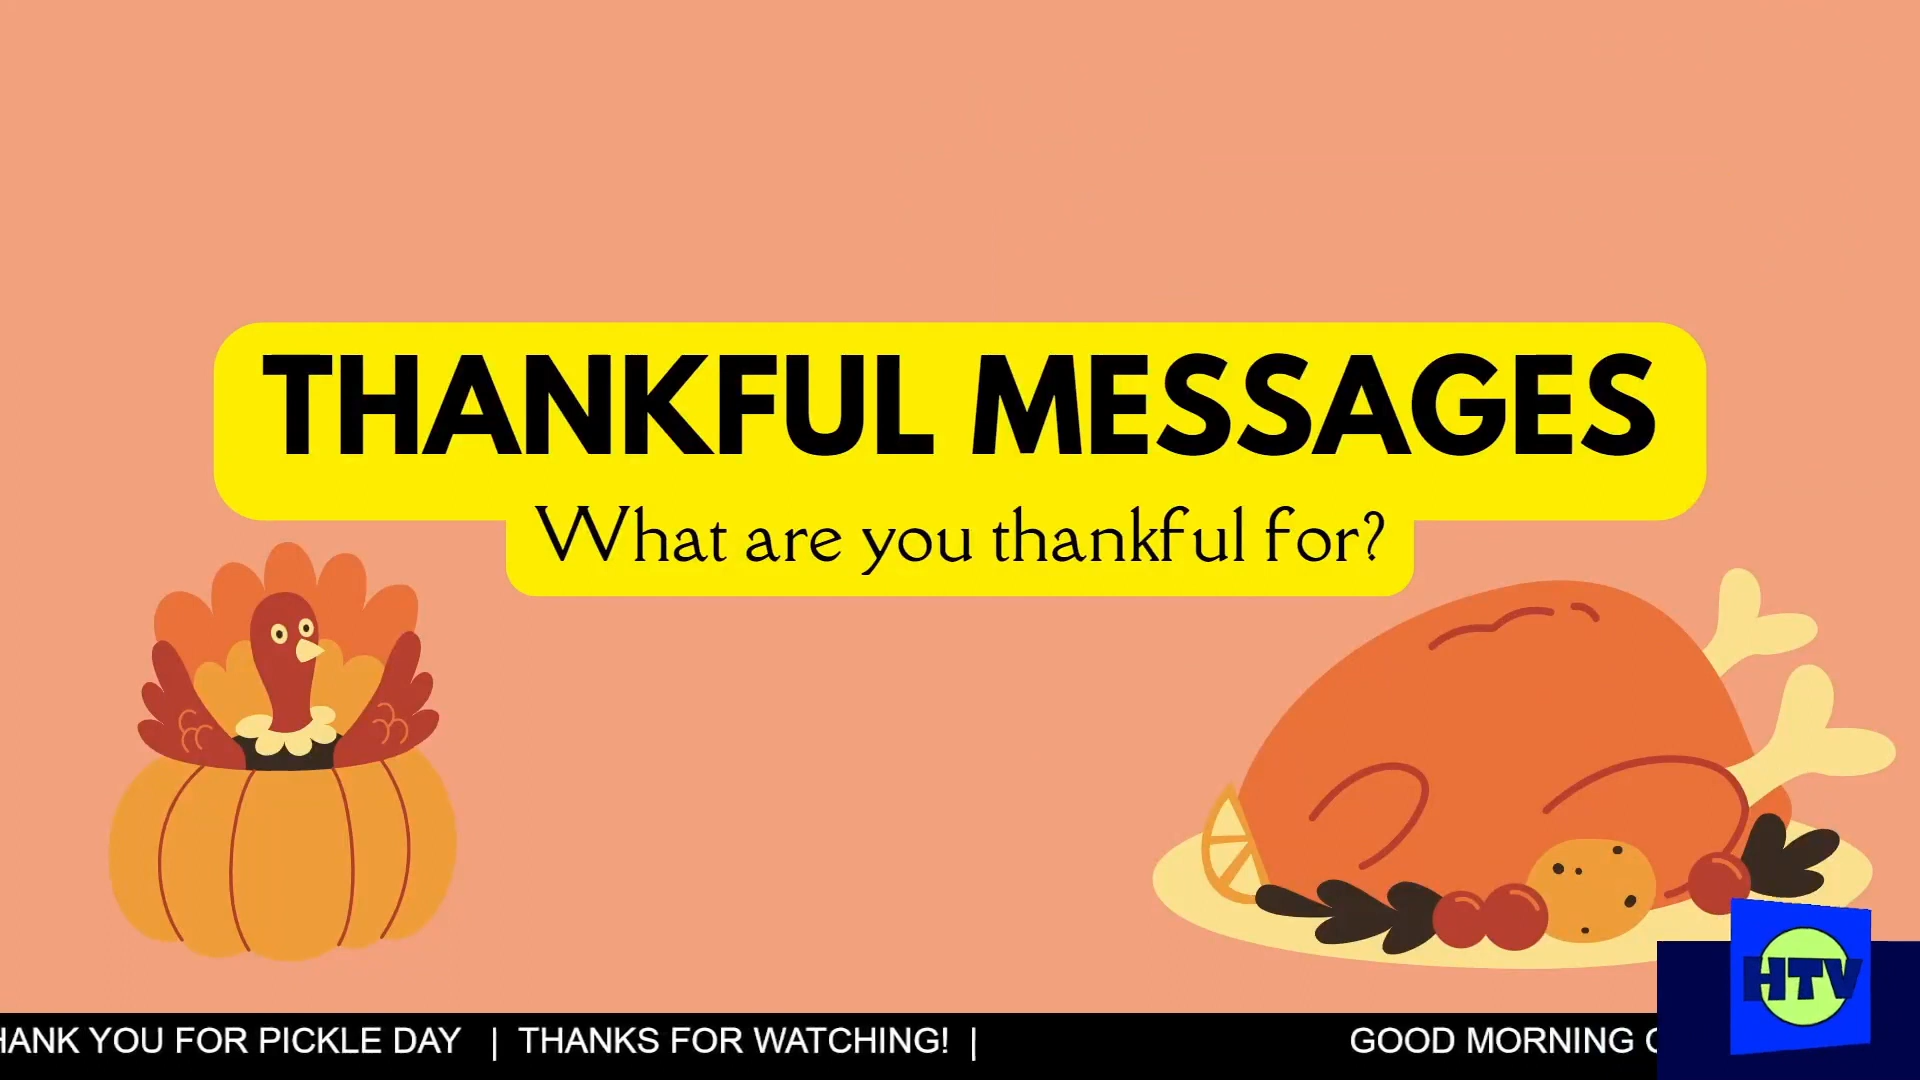 THANKFUL MESSAGES
What are you thankful for?
HANK YOU FOR PICKLE DAY | THANKS FOR WATCHING! | GOOD MORNING
HTV